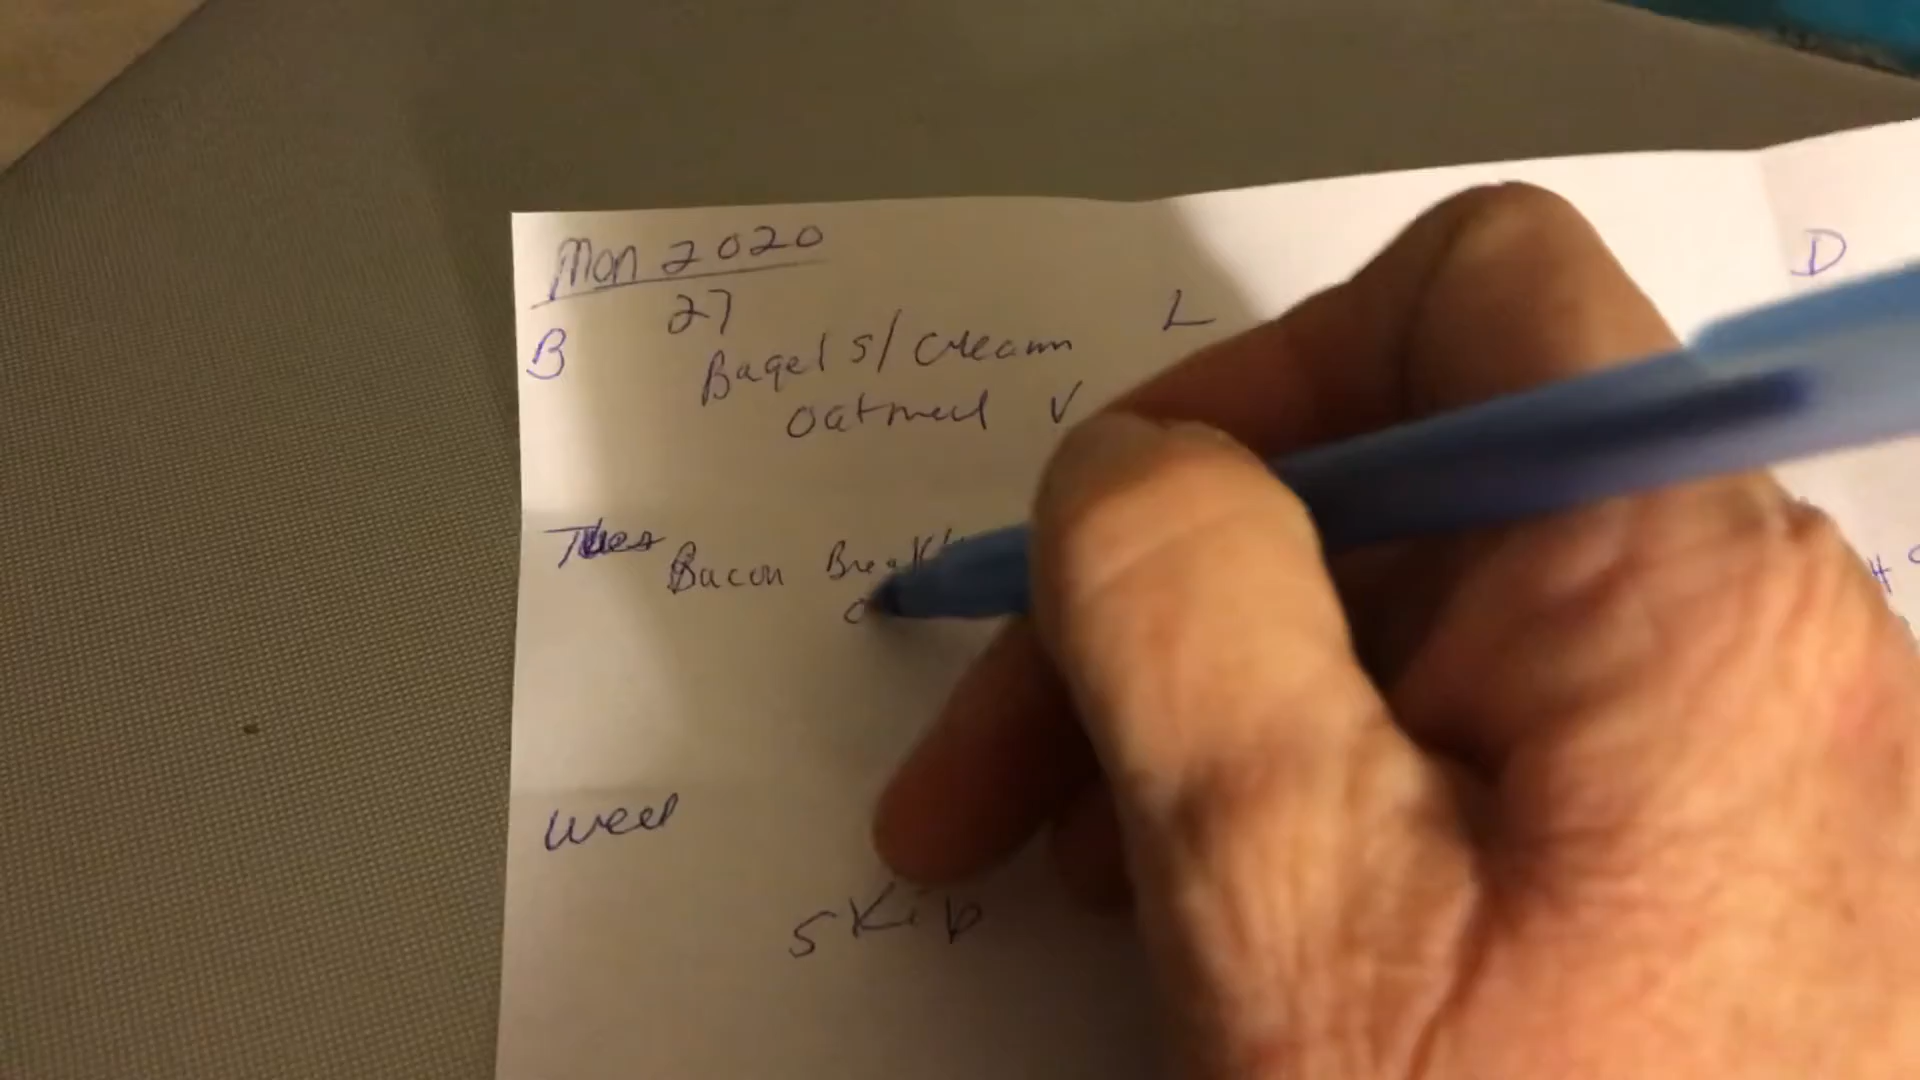 Mon 2020
27
B
L
D
Bagel s/ cream
oatmeal ✓
Tues Bacon
Wed
skip